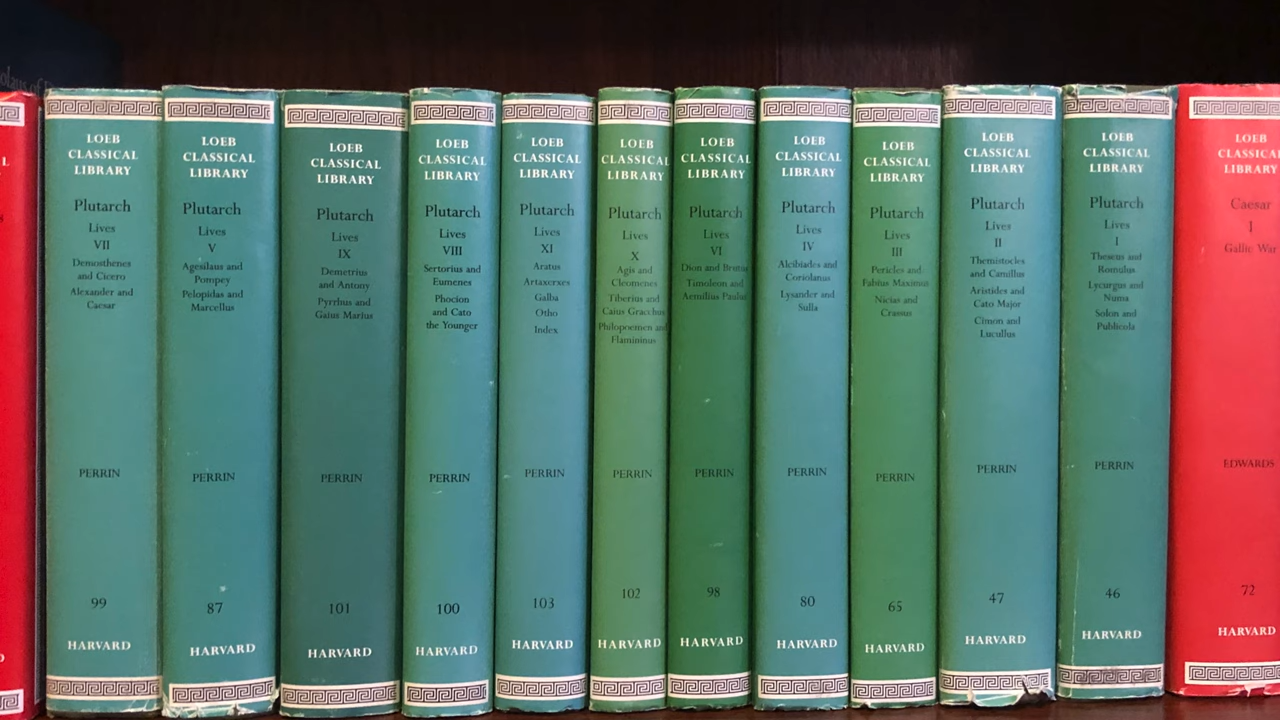 LOEB
CLASSICAL
LIBRARY
Plutarch
Lives
VII
Demosthenes
and Cicero
Alexander and
Caesar
PERRIN
99
HARVARD
LOEB
CLASSICAL
LIBRARY
Plutarch
Lives
V
Agesilaus and
Pompey
Pelopidas and
Marcellus
PERRIN
87
HARVARD
LOEB
CLASSICAL
LIBRARY
Plutarch
Lives
IX
Demetrius
and Antony
Pyrrhus and
Gaius Marius
PERRIN
101
HARVARD
LOEB
CLASSICAL
LIBRARY
Plutarch
Lives
VIII
Sertorius and
Eumenes
Phocion
and Cato
the Younger
PERRIN
100
HARVARD
LOEB
CLASSICAL
LIBRARY
Plutarch
Lives
XI
Aratus
Artaxerxes
Galba
Otho
Index
PERRIN
103
HARVARD
LOEB
CLASSICAL
LIBRARY
Plutarch
Lives
X
Agis and
Cleomenes
Tiberius and
Caius Gracchus
Philopoemen and
Flamininus
PERRIN
102
HARVARD
LOEB
CLASSICAL
LIBRARY
Plutarch
Lives
VI
Dion and Brutus
Timoleon and
Aemilius Paulus
PERRIN
98
HARVARD
LOEB
CLASSICAL
LIBRARY
Plutarch
Lives
IV
Alcibiades and
Coriolanus
Lysander and
Sulla
PERRIN
80
HARVARD
LOEB
CLASSICAL
LIBRARY
Plutarch
Lives
III
Pericles and
Fabius Maximus
Nicias and
Crassus
PERRIN
65
HARVARD
LOEB
CLASSICAL
LIBRARY
Plutarch
Lives
II
Themistocles
and Camillus
Aristides and
Cato Major
Cimon and
Lucullus
PERRIN
47
HARVARD
LOEB
CLASSICAL
LIBRARY
Plutarch
Lives
I
Theseus and
Romulus
Lycurgus and
Numa
Solon and
Publicola
PERRIN
46
HARVARD
LOEB
CLASSICAL
LIBRARY
Caesar
I
Gallic War
EDWARDS
72
HARVARD